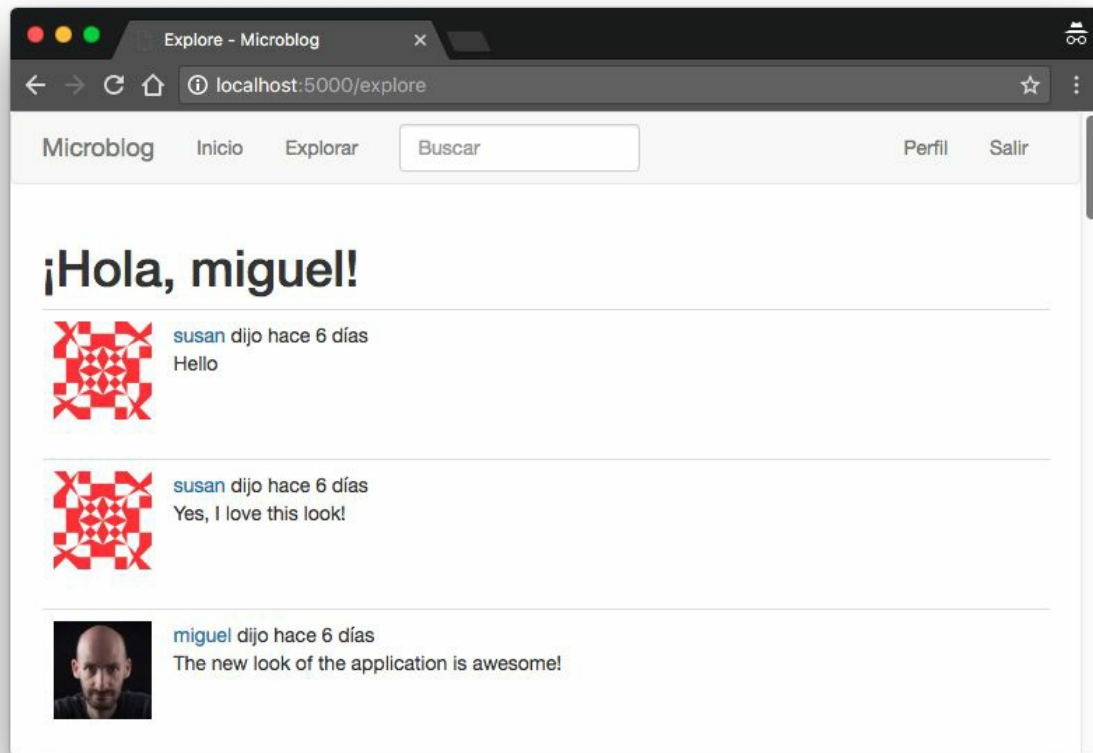 Explore - Microblog
localhost:5000/explore
Microblog Inicio Explorar Buscar Perfil Salir
¡Hola, miguel!
susan dijo hace 6 días
Hello
susan dijo hace 6 días
Yes, I love this look!
miguel dijo hace 6 días
The new look of the application is awesome!